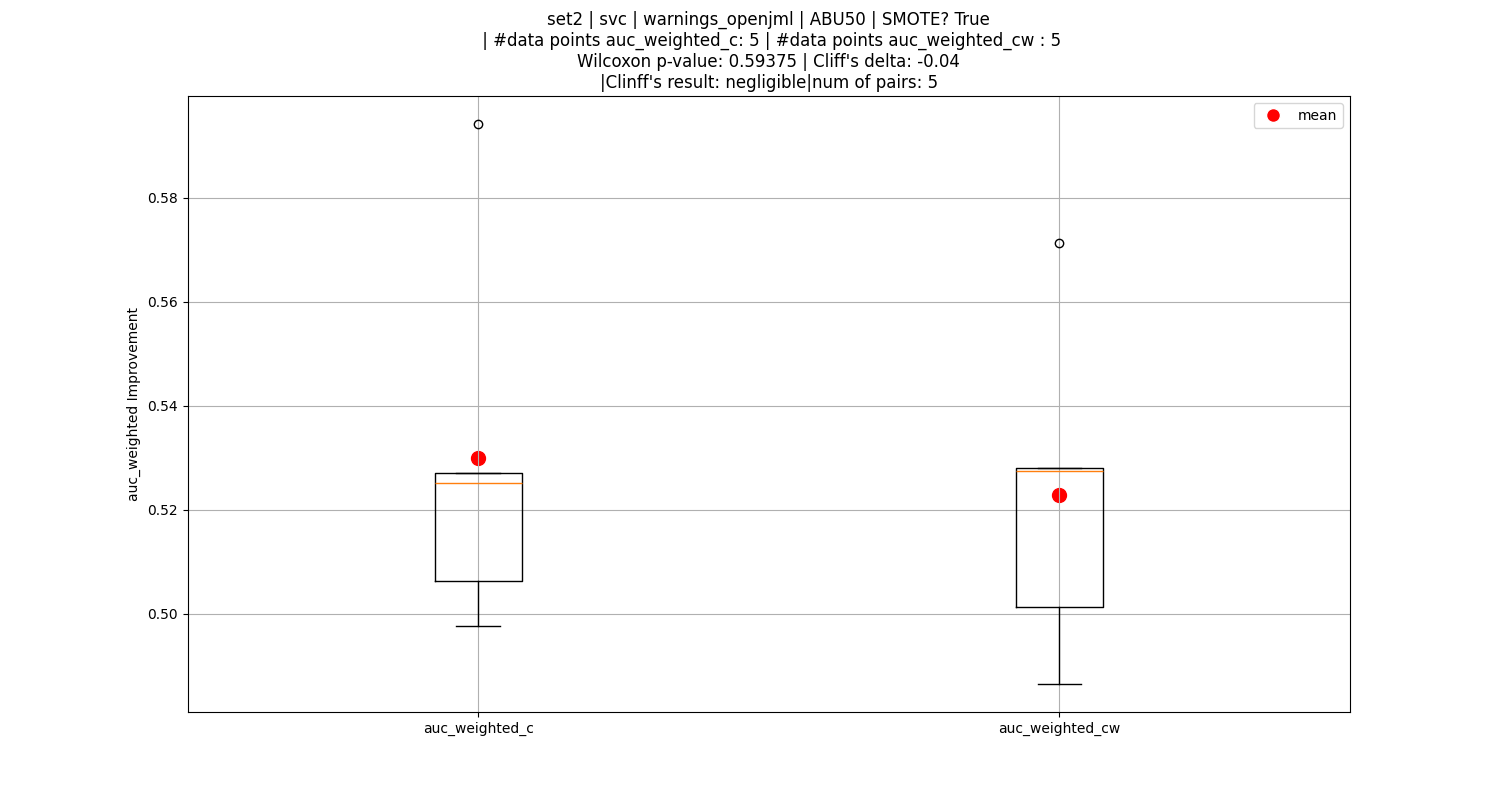 set2 | svc | warnings_openjml | ABU50 | SMOTE? True
| #data points auc_weighted_c: 5 | #data points auc_weighted_cw : 5
Wilcoxon p-value: 0.59375 | Cliff's delta: -0.04
|Clinff's result: negligible|num of pairs: 5
mean
0.58
0.56
0.54
0.52
0.50
auc_weighted Improvement
auc_weighted_c
auc_weighted_cw